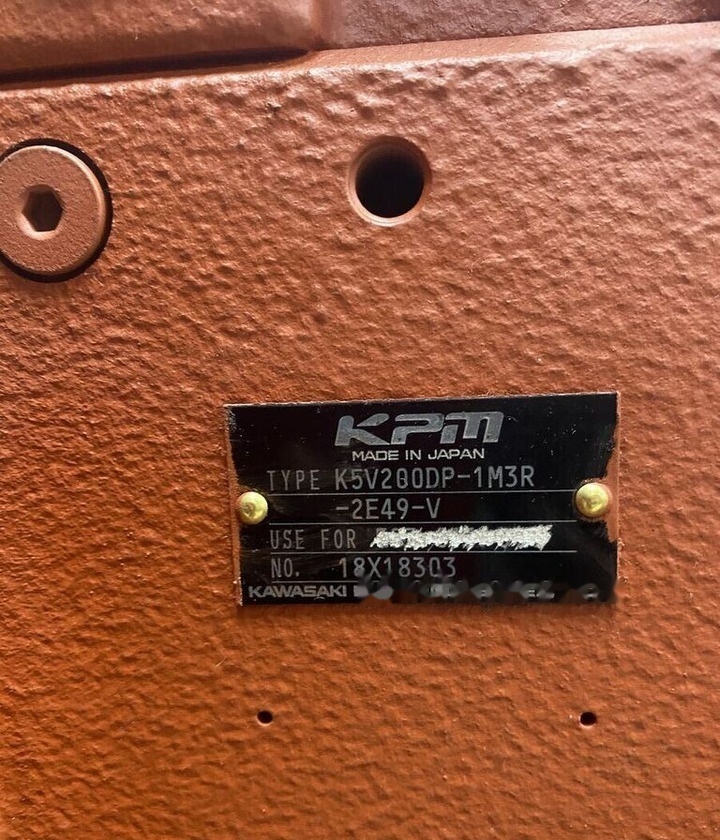 KPM
MADE IN JAPAN
TYPE K5V200DP-1M3R
-2E49-V
USE FOR
NO. 18X18303
KAWASAKI